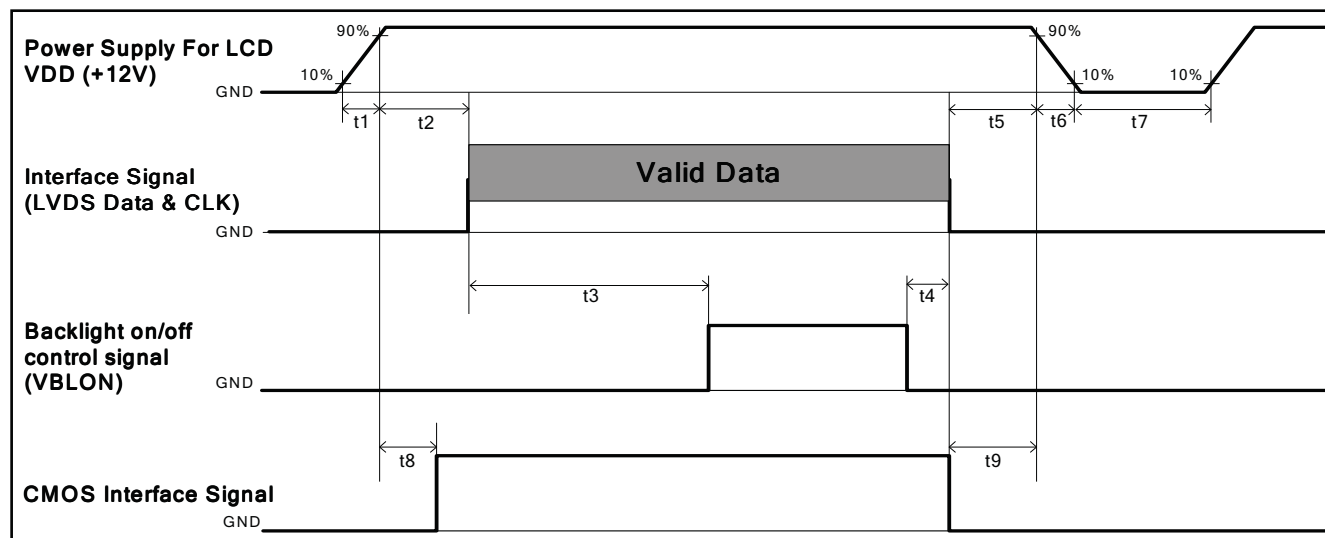 Power Supply For LCD
VDD (+12V)
90%
10%
GND
90%
10%
10%
t1
t2
t5
t6
t7
Interface Signal
(LVDS Data & CLK)
Valid Data
GND
t3
t4
Backlight on/off
control signal
(VBLON)
GND
t8
t9
CMOS Interface Signal
GND